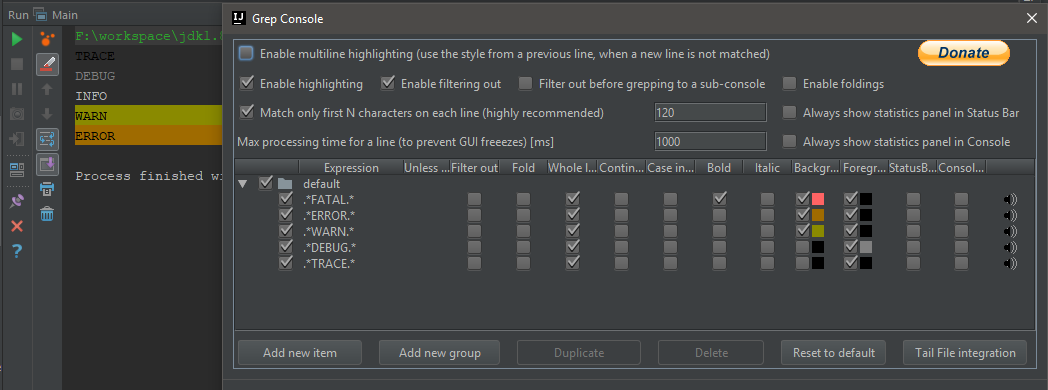 Run Main
F:\workspace\jdk1.8
TRACE
DEBUG
INFO
WARN
ERROR
Process finished wi
IJ Grep Console
Enable multiline highlighting (use the style from a previous line, when a new line is not matched)
Donate
Enable highlighting Enable filtering out Filter out before grepping to a sub-console Enable foldings
Match only first N characters on each line (highly recommended) 120 Always show statistics panel in Status Bar
Max processing time for a line (to prevent GUI freeezes) [ms] 1000 Always show statistics panel in Console
Expression Unless ... Filter out Fold Whole l... Contin... Case in... Bold Italic Backgr... Foregr... StatusB... Consol...
default
.*FATAL.*
.*ERROR.*
.*WARN.*
.*DEBUG.*
.*TRACE.*
Add new item Add new group Duplicate Delete Reset to default Tail File integration